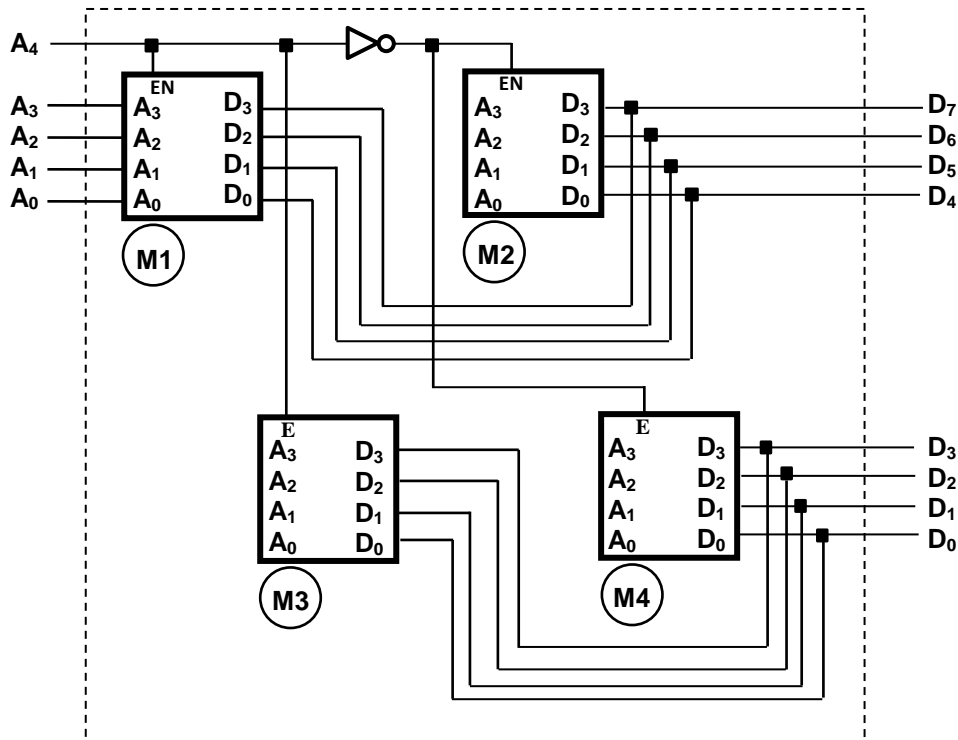 A₄
A₃
A₂
A₁
A₀
EN
A₃ D₃
A₂ D₂
A₁ D₁
A₀ D₀
M1
EN
A₃ D₃
A₂ D₂
A₁ D₁
A₀ D₀
M2
D₇
D₆
D₅
D₄
E
A₃ D₃
A₂ D₂
A₁ D₁
A₀ D₀
M3
E
A₃ D₃
A₂ D₂
A₁ D₁
A₀ D₀
M4
D₃
D₂
D₁
D₀